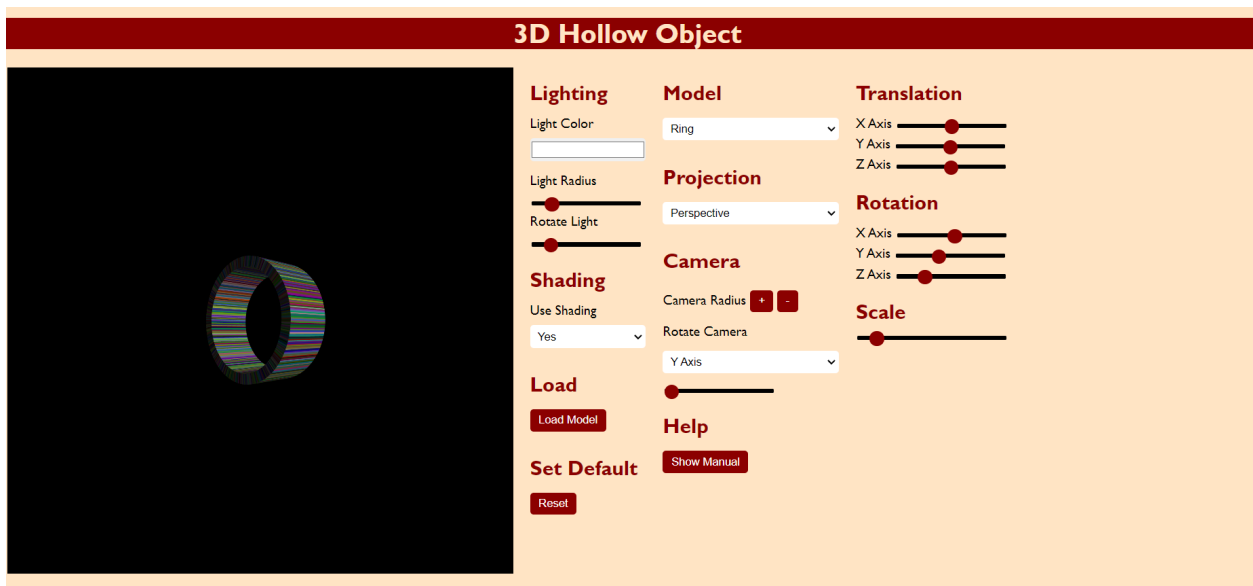 3D Hollow Object
Lighting
Light Color
Light Radius
Rotate Light
Shading
Use Shading
Yes
Load
Load Model
Set Default
Reset
Model
Ring
Projection
Perspective
Camera
Camera Radius + -
Rotate Camera
Y Axis
Help
Show Manual
Translation
X Axis
Y Axis
Z Axis
Rotation
X Axis
Y Axis
Z Axis
Scale